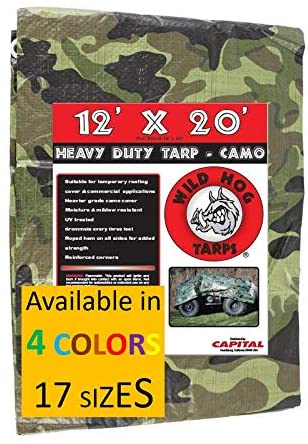 12' X 20'
HEAVY DUTY TARP - CAMO
Suitable for temporary roofing
cover & commercial applications
Heavier grade camo cover
Moisture & mildew resistant
UV treated
Grommets every three feet
Roped hem on all sides for added
strength
Reinforced corners
WILD HOG
TARPS®
Available in
4 COLORS
17 SIZES
CAPITAL